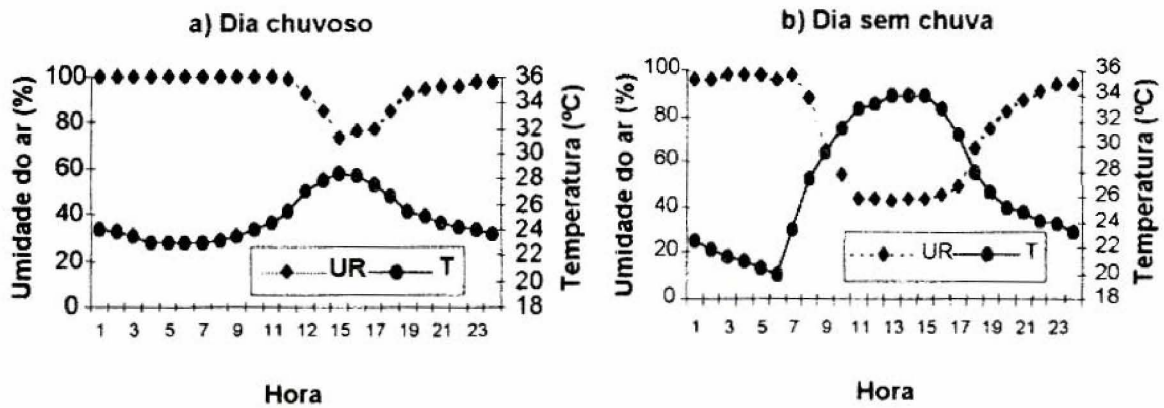 a) Dia chuvoso
Umidade do ar (%)
100
80
60
40
20
0
36
34
32
30
28
26
24
22
20
18
Temperatura (ºC)
UR T
1 3 5 7 9 11 12 15 17 19 21 23
Hora
b) Dia sem chuva
Umidade do ar (%)
100
80
60
40
20
0
36
34
32
30
28
26
24
22
20
18
Temperatura (ºC)
UR T
1 3 5 7 9 11 13 15 17 19 21 23
Hora